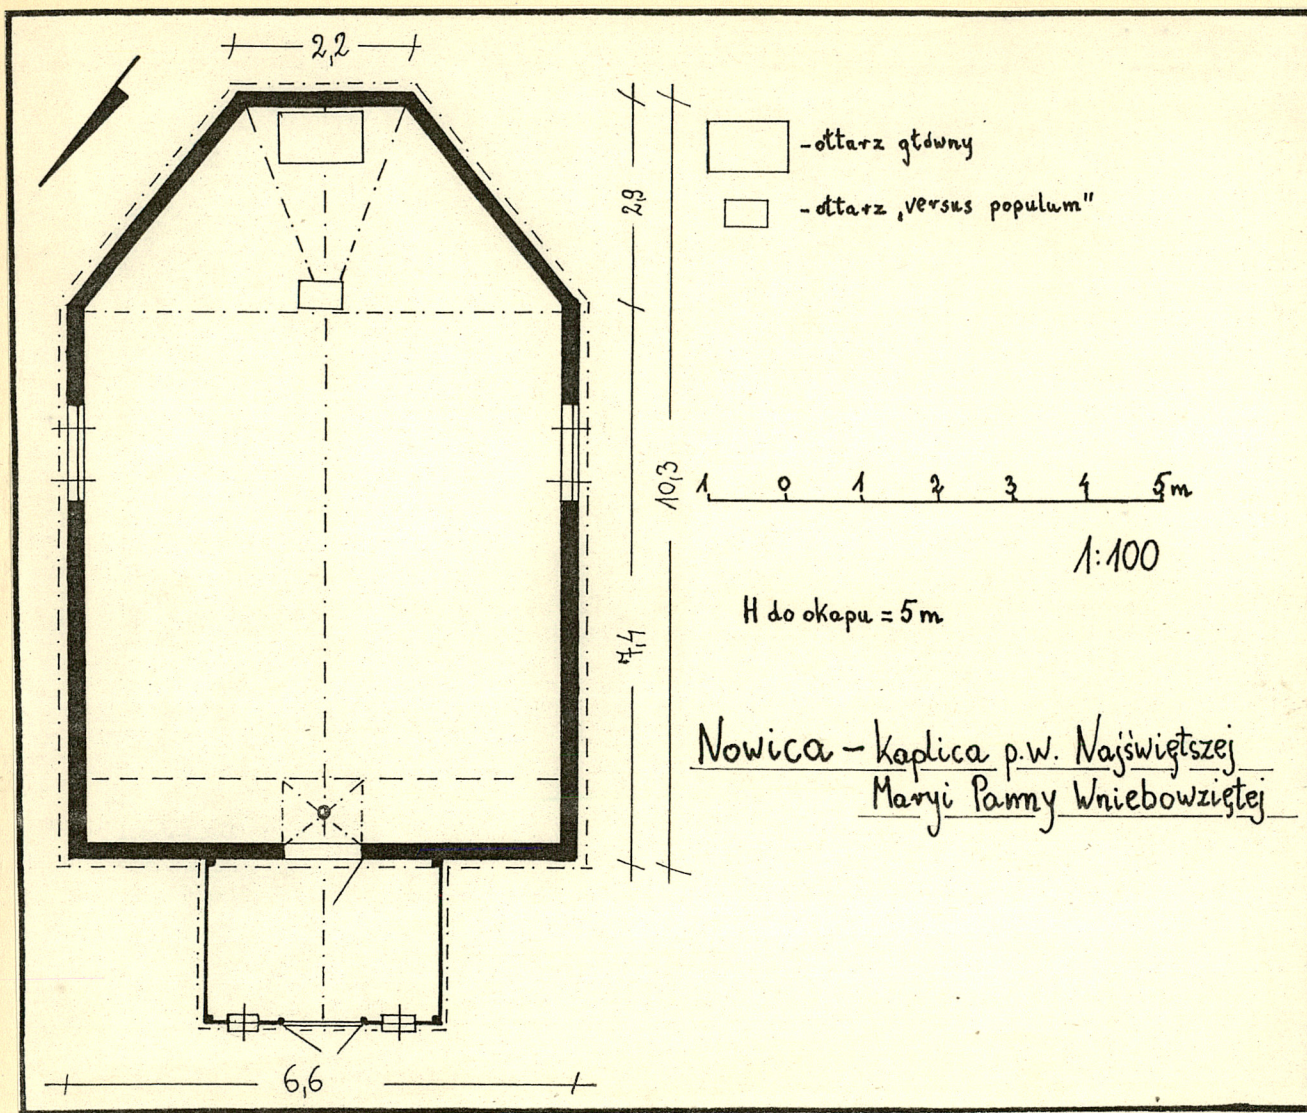 2,2
- ołtarz główny
- ołtarz „versus populum"
2,9
10,3
7,4
1 0 1 2 3 4 5 m
1:100
H do okapu = 5 m
Nowica – Kaplica p.w. Najświętszej
Maryi Panny Wniebowziętej
6,6